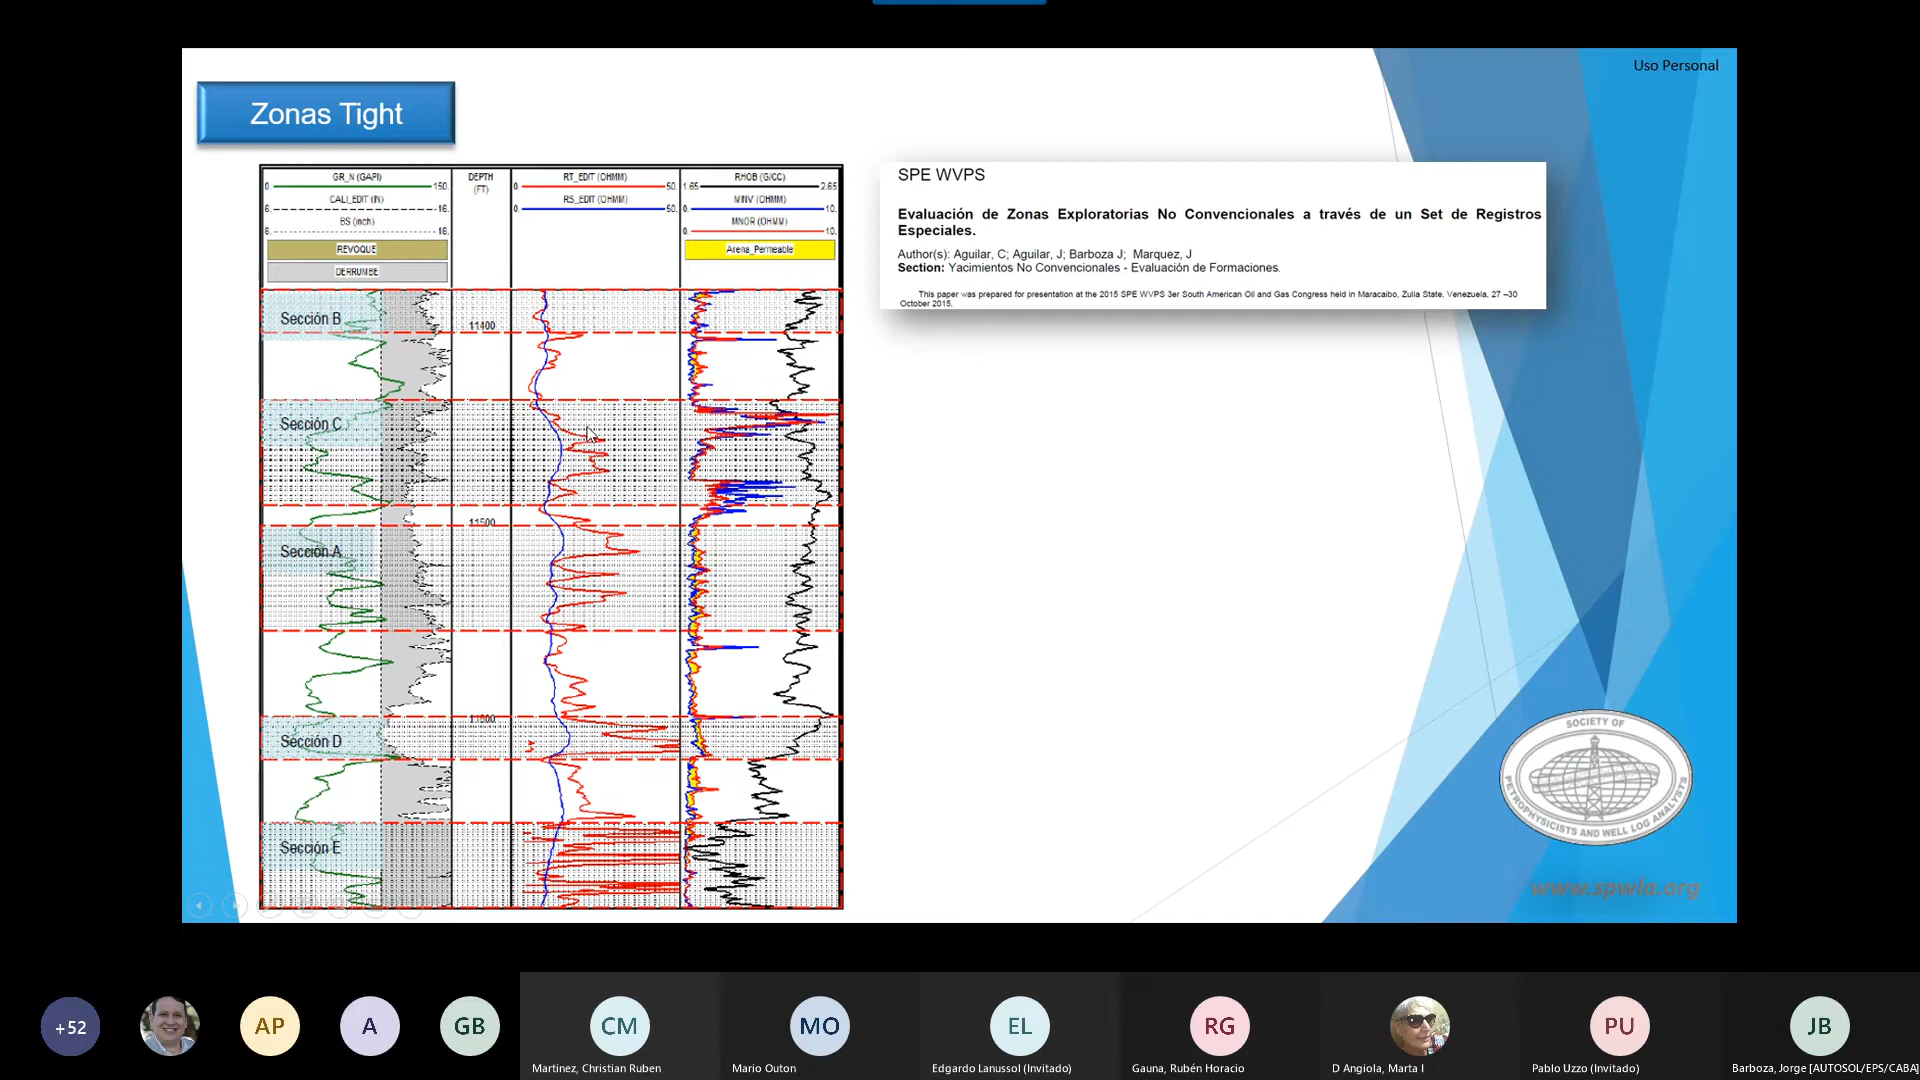 Uso Personal
Zonas Tight
GR_N (GAPI)
0 150.
CALI_EDIT (IN)
6. 16.
BS (inch)
6. 16.
REVOQUE
DERRUMBE
DEPTH
(FT)
RT_EDIT (OHMM)
0 50.
RS_EDIT (OHMM)
0. 50.
RHOB (G/CC)
1.65 2.65
MINV (OHMM)
0. 10.
MNOR (OHMM)
0. 10.
Arena_Permeable
Sección B
11400
Sección C
11500
Sección A
Sección D
Sección E
SPE WVPS
Evaluación de Zonas Exploratorias No Convencionales a través de un Set de Registros
Especiales.
Author(s): Aguilar, C; Aguilar, J; Barboza J; Marquez, J
Section: Yacimientos No Convencionales - Evaluación de Formaciones.
This paper was prepared for presentation at the 2015 SPE WVPS 3er South American Oil and Gas Congress held in Maracaibo, Zulia State, Venezuela, 27 –30
October 2015.
SOCIETY OF
PETROPHYSICISTS AND WELL LOG ANALYSTS
www.spwla.org
+52
AP
A
GB
CM
MO
EL
RG
PU
JB
Martinez, Christian Ruben
Mario Outon
Edgardo Lanussol (Invitado)
Gauna, Rubén Horacio
D Angiola, Marta I
Pablo Uzzo (Invitado)
Barboza, Jorge [AUTOSOL/EPS/CABA]